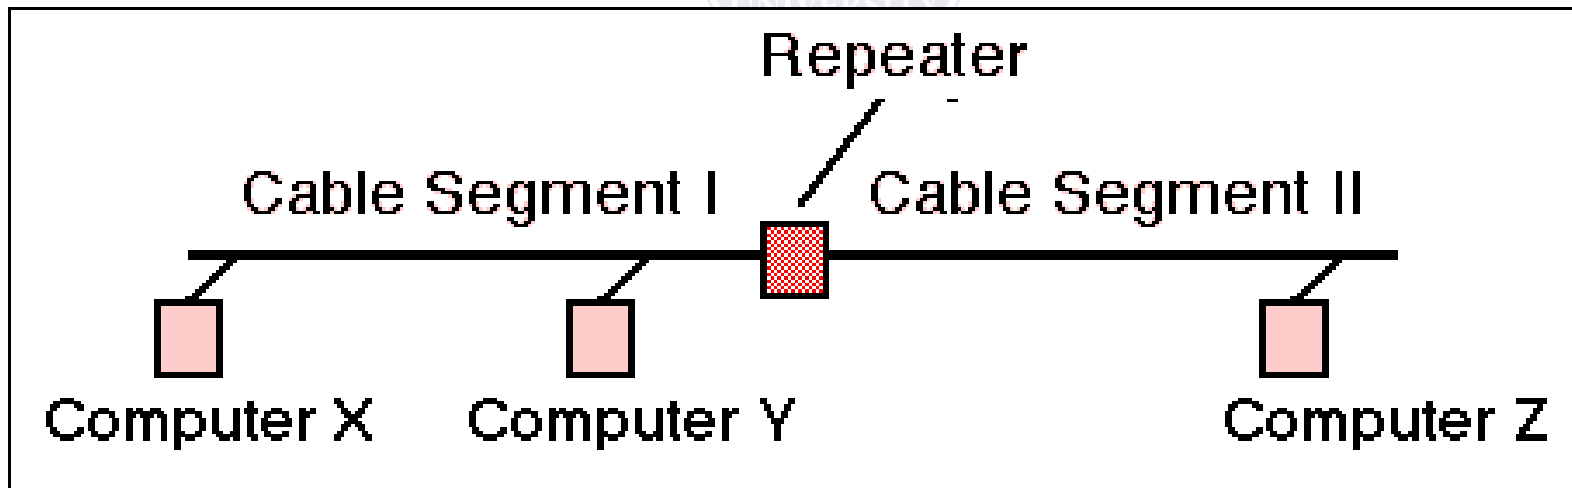 Repeater
Cable Segment I
Cable Segment II
Computer X
Computer Y
Computer Z